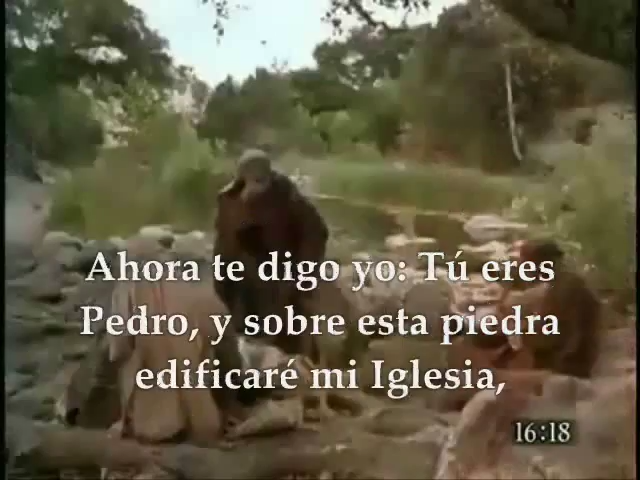 Ahora te digo yo: Tú eres
Pedro, y sobre esta piedra
edificaré mi Iglesia,
16:18